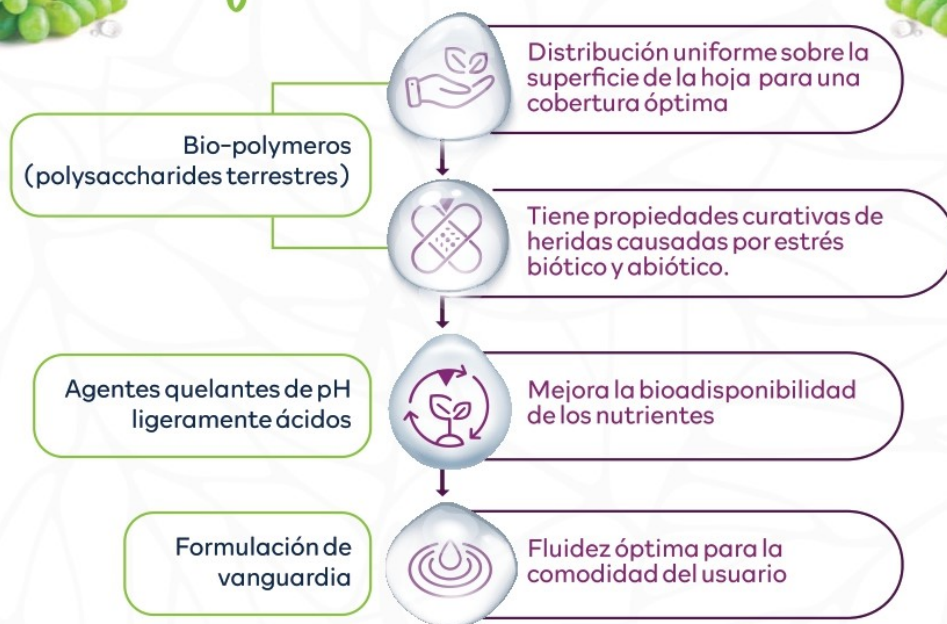 Distribución uniforme sobre la
superficie de la hoja para una
cobertura óptima
Bio-polymeros
(polysaccharides terrestres)
Tiene propiedades curativas de
heridas causadas por estrés
biótico y abiótico.
Agentes quelantes de pH
ligeramente ácidos
Mejora la bioadisponibilidad
de los nutrientes
Formulación de
vanguardia
Fluidez óptima para la
comodidad del usuario